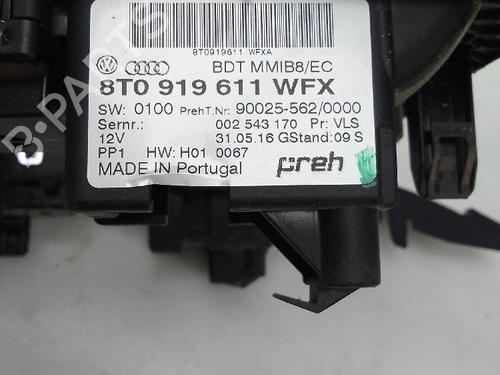 8T0919611 WFXA
BDT MMIB8/EC
8T0 919 611 WFX
SW: 0100 PrehT.Nr: 90025-562/0000
Sernr.: 002 543 170 Pr: VLS
12V 31.05.16 GStand: 09 S
PP1 HW: H01 0067
MADE IN Portugal preh
B-PARTS